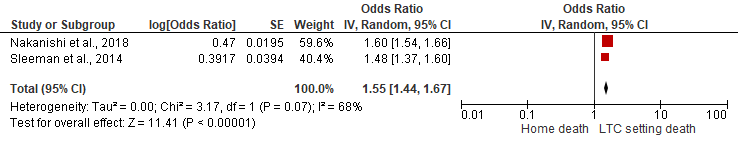 Odds Ratio Odds Ratio
Study or Subgroup log[Odds Ratio] SE Weight IV, Random, 95% CI IV, Random, 95% CI
Nakanishi et al., 2018 0.47 0.0195 59.6% 1.60 [1.54, 1.66]
Sleeman et al., 2014 0.3917 0.0394 40.4% 1.48 [1.37, 1.60]
Total (95% CI) 100.0% 1.55 [1.44, 1.67]
Heterogeneity: Tau² = 0.00; Chi² = 3.17, df = 1 (P = 0.07); I² = 68%
Test for overall effect: Z = 11.41 (P < 0.00001)
0.01 0.1 1 10 100
Home death LTC setting death